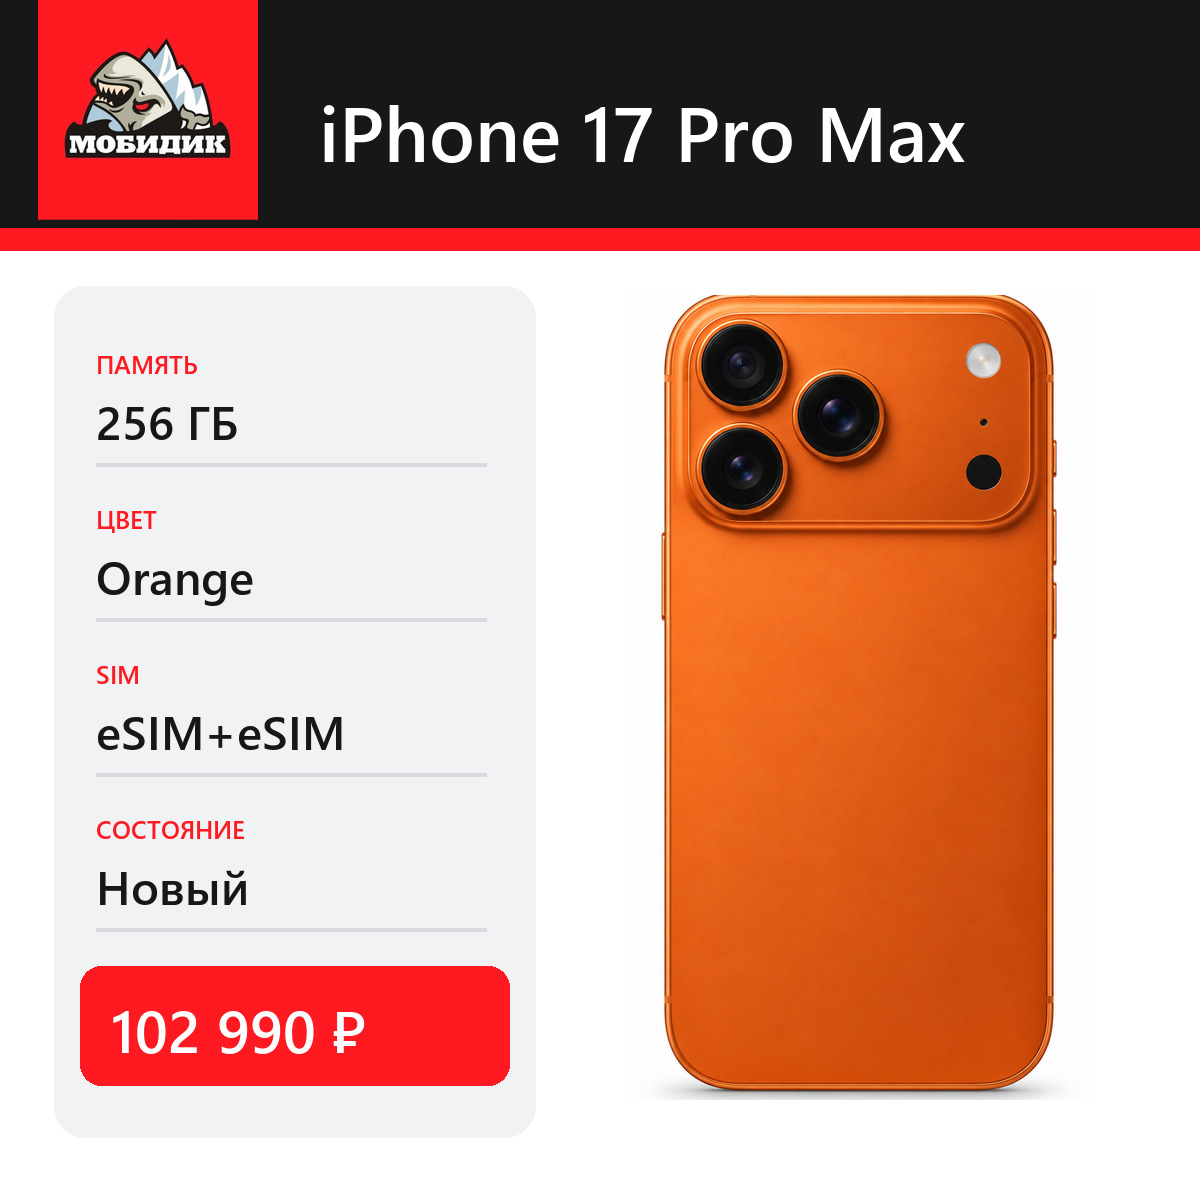 МОБИДИК
iPhone 17 Pro Max
ПАМЯТЬ
256 ГБ
ЦВЕТ
Orange
SIM
eSIM+eSIM
СОСТОЯНИЕ
Новый
102 990 ₽